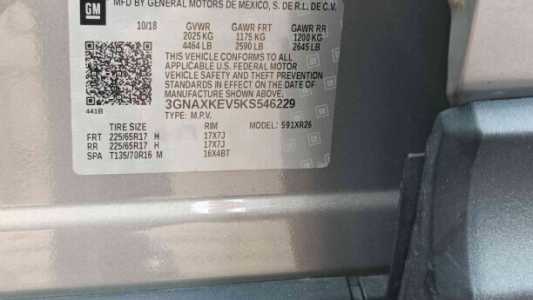 GM
MFD BY GENERAL MOTORS DE MEXICO, S. DE R.L. DE C.V.
10/18 GVWR GAWR FRT GAWR RR
2025 KG 1175 KG 1200 KG
4464 LB 2590 LB 2645 LB
THIS VEHICLE CONFORMS TO ALL
APPLICABLE U.S. FEDERAL MOTOR
VEHICLE SAFETY AND THEFT PREVENTION
STANDARDS IN EFFECT ON THE DATE OF
MANUFACTURE SHOWN ABOVE.
441B
3GNAXKEV5KS546229
TYPE: M.P.V.
TIRE SIZE RIM MODEL: 591XR26
FRT 225/65R17 H 17X7J
RR 225/65R17 H 17X7J
SPA T135/70R16 M 16X4BT